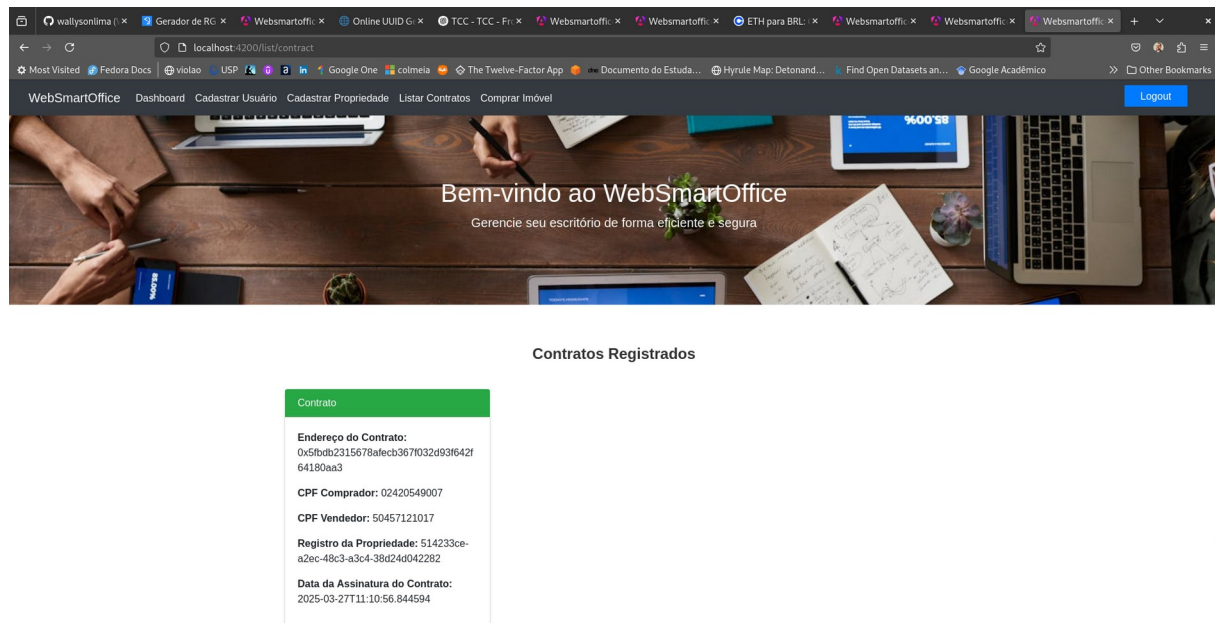 wallysonlima (\
Gerador de RG
Websmartoffic
Online UUID G
TCC - TCC - Fr
Websmartoffic
Websmartoffic
ETH para BRL:
Websmartoffic
Websmartoffic
Websmartoffic
localhost:4200/list/contract
Most Visited Fedora Docs violao USP Google One colmeia The Twelve-Factor App Documento do Estuda... Hyrule Map: Detonand... Find Open Datasets an... Google Acadêmico Other Bookmarks
WebSmartOffice Dashboard Cadastrar Usuário Cadastrar Propriedade Listar Contratos Comprar Imóvel Logout
85.00%
Bem-vindo ao WebSmartOffice
Gerencie seu escritório de forma eficiente e segura
85.00%
Contratos Registrados
Contrato
Endereço do Contrato:
0x5fbdb2315678afecb367f032d93f642f
64180aa3
CPF Comprador: 02420549007
CPF Vendedor: 50457121017
Registro da Propriedade: 514233ce-
a2ec-48c3-a3c4-38d24d042282
Data da Assinatura do Contrato:
2025-03-27T11:10:56.844594